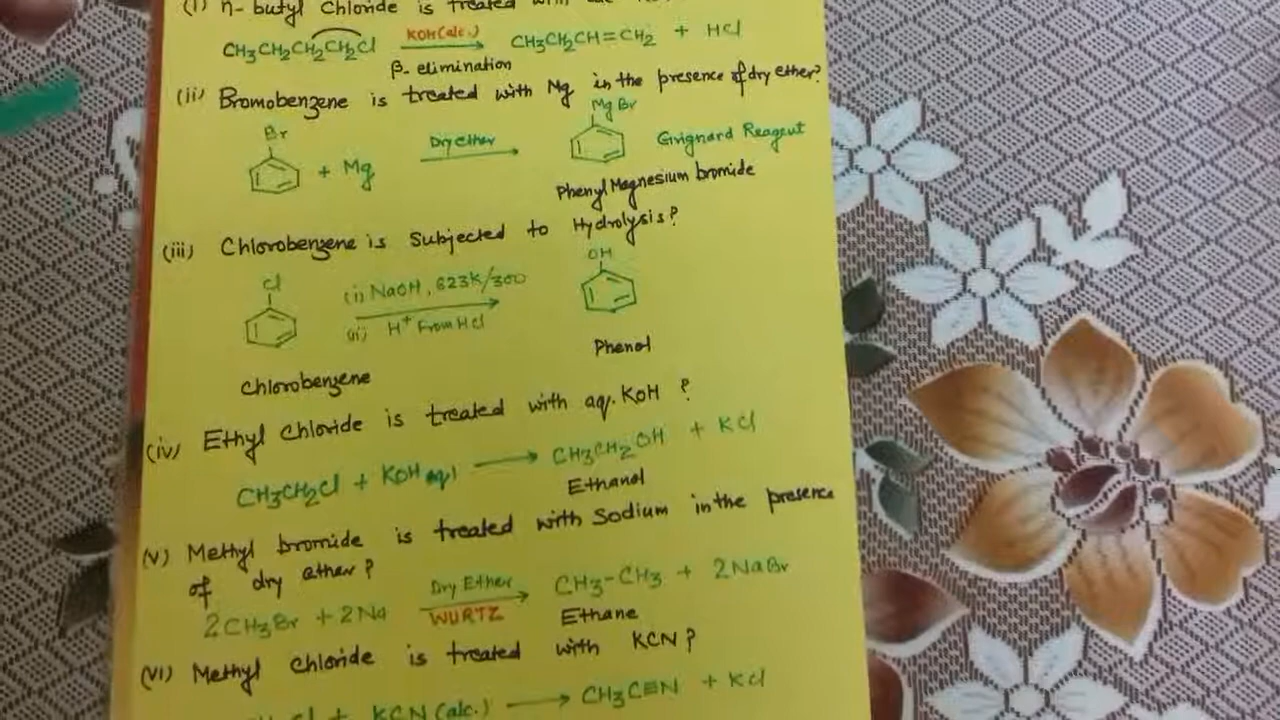 (i) n-butyl Chloride is treated with
CH3CH2CH2CH2Cl KOH(alc.) CH3CH2CH=CH2 + HCl
β-elimination
(ii) Bromobenzene is treated with Mg in the presence of dry ether?
Br MgBr
+ Mg Dry ether Grignard Reagent
Phenyl Magnesium bromide
(iii) Chlorobenzene is Subjected to Hydrolysis?
Cl OH
(i) NaOH, 623K/300
(ii) H+ From HCl
Chlorobenzene Phenol
(iv) Ethyl Chloride is treated with aq. KOH ?
CH3CH2Cl + KOH aq) → CH3CH2OH + KCl
Ethanol
(v) Methyl bromide is treated with Sodium in the presence
of dry ether ?
2CH3Br + 2Na Dry Ether CH3-CH3 + 2NaBr
WURTZ Ethane
(vi) Methyl Chloride is treated with KCN ?
Cl + KCN (alc.) → CH3C≡N + KCl